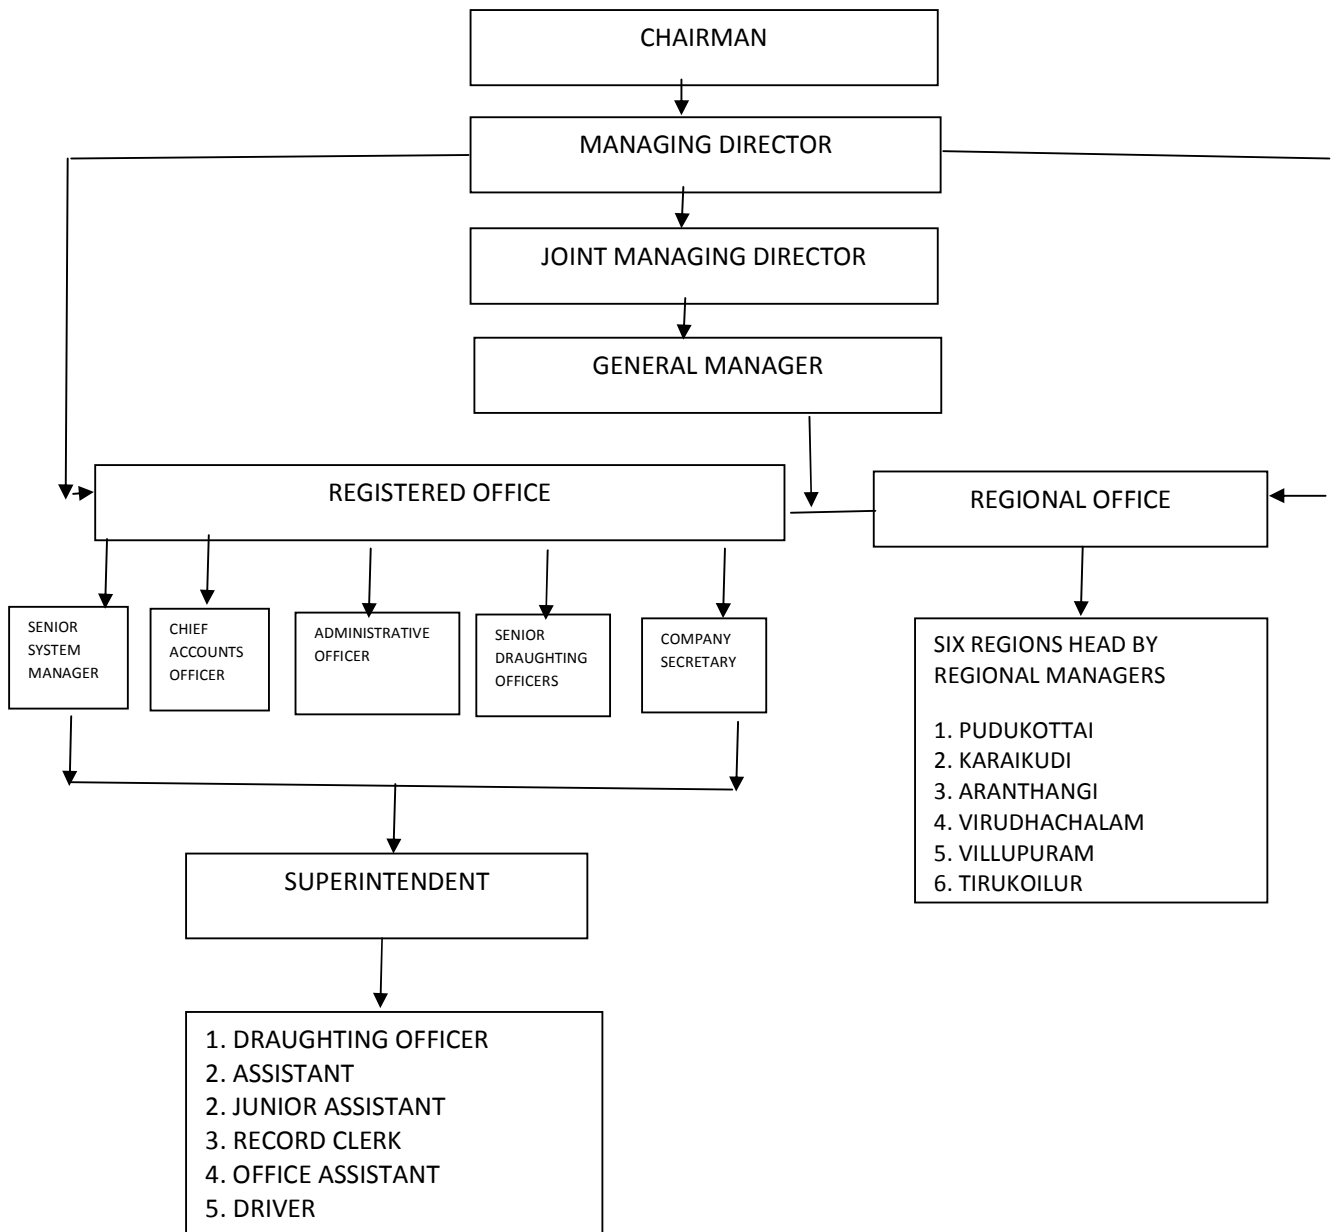 CHAIRMAN
MANAGING DIRECTOR
JOINT MANAGING DIRECTOR
GENERAL MANAGER
REGISTERED OFFICE
REGIONAL OFFICE
SENIOR
SYSTEM
MANAGER
CHIEF
ACCOUNTS
OFFICER
ADMINISTRATIVE
OFFICER
SENIOR
DRAUGHTING
OFFICERS
COMPANY
SECRETARY
SIX REGIONS HEAD BY
REGIONAL MANAGERS
1. PUDUKOTTAI
2. KARAIKUDI
3. ARANTHANGI
4. VIRUDHACHALAM
5. VILLUPURAM
6. TIRUKOILUR
SUPERINTENDENT
1. DRAUGHTING OFFICER
2. ASSISTANT
2. JUNIOR ASSISTANT
3. RECORD CLERK
4. OFFICE ASSISTANT
5. DRIVER